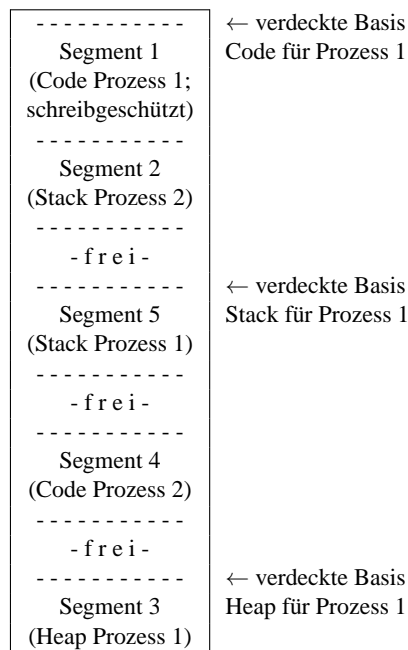 - - - - - - - - - - - ← verdeckte Basis
Segment 1 Code für Prozess 1
(Code Prozess 1;
schreibgeschützt)
- - - - - - - - - - -
Segment 2
(Stack Prozess 2)
- - - - - - - - - - -
- f r e i -
- - - - - - - - - - - ← verdeckte Basis
Segment 5 Stack für Prozess 1
(Stack Prozess 1)
- - - - - - - - - - -
- f r e i -
- - - - - - - - - - -
Segment 4
(Code Prozess 2)
- - - - - - - - - - -
- f r e i -
- - - - - - - - - - - ← verdeckte Basis
Segment 3 Heap für Prozess 1
(Heap Prozess 1)